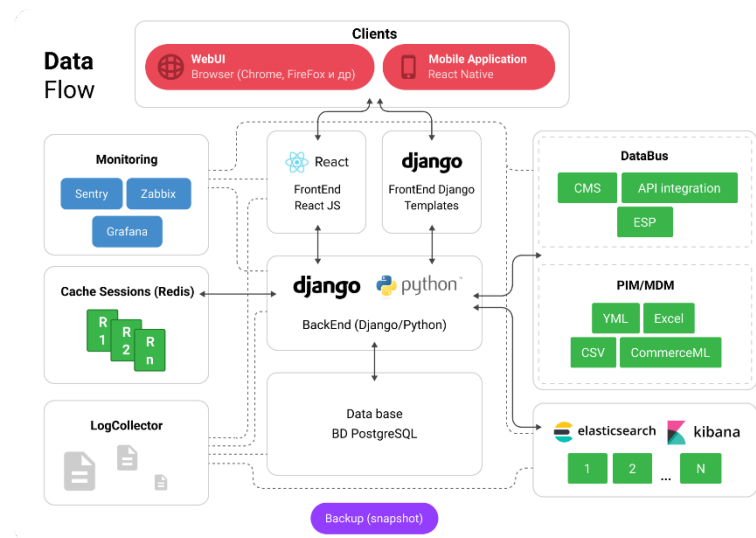 Data
Flow
Clients
WebUI
Browser (Chrome, FireFox и др)
Mobile Application
React Native
Monitoring
Sentry
Zabbix
Grafana
React
FrontEnd
React JS
django
FrontEnd Django
Templates
DataBus
CMS
API integration
ESP
Cache Sessions (Redis)
R
1
R
2
R
n
django
python™
BackEnd (Django/Python)
PIM/MDM
YML
Excel
CSV
CommerceML
LogCollector
Data base
BD PostgreSQL
elasticsearch
kibana
1
2
...
N
Backup (snapshot)